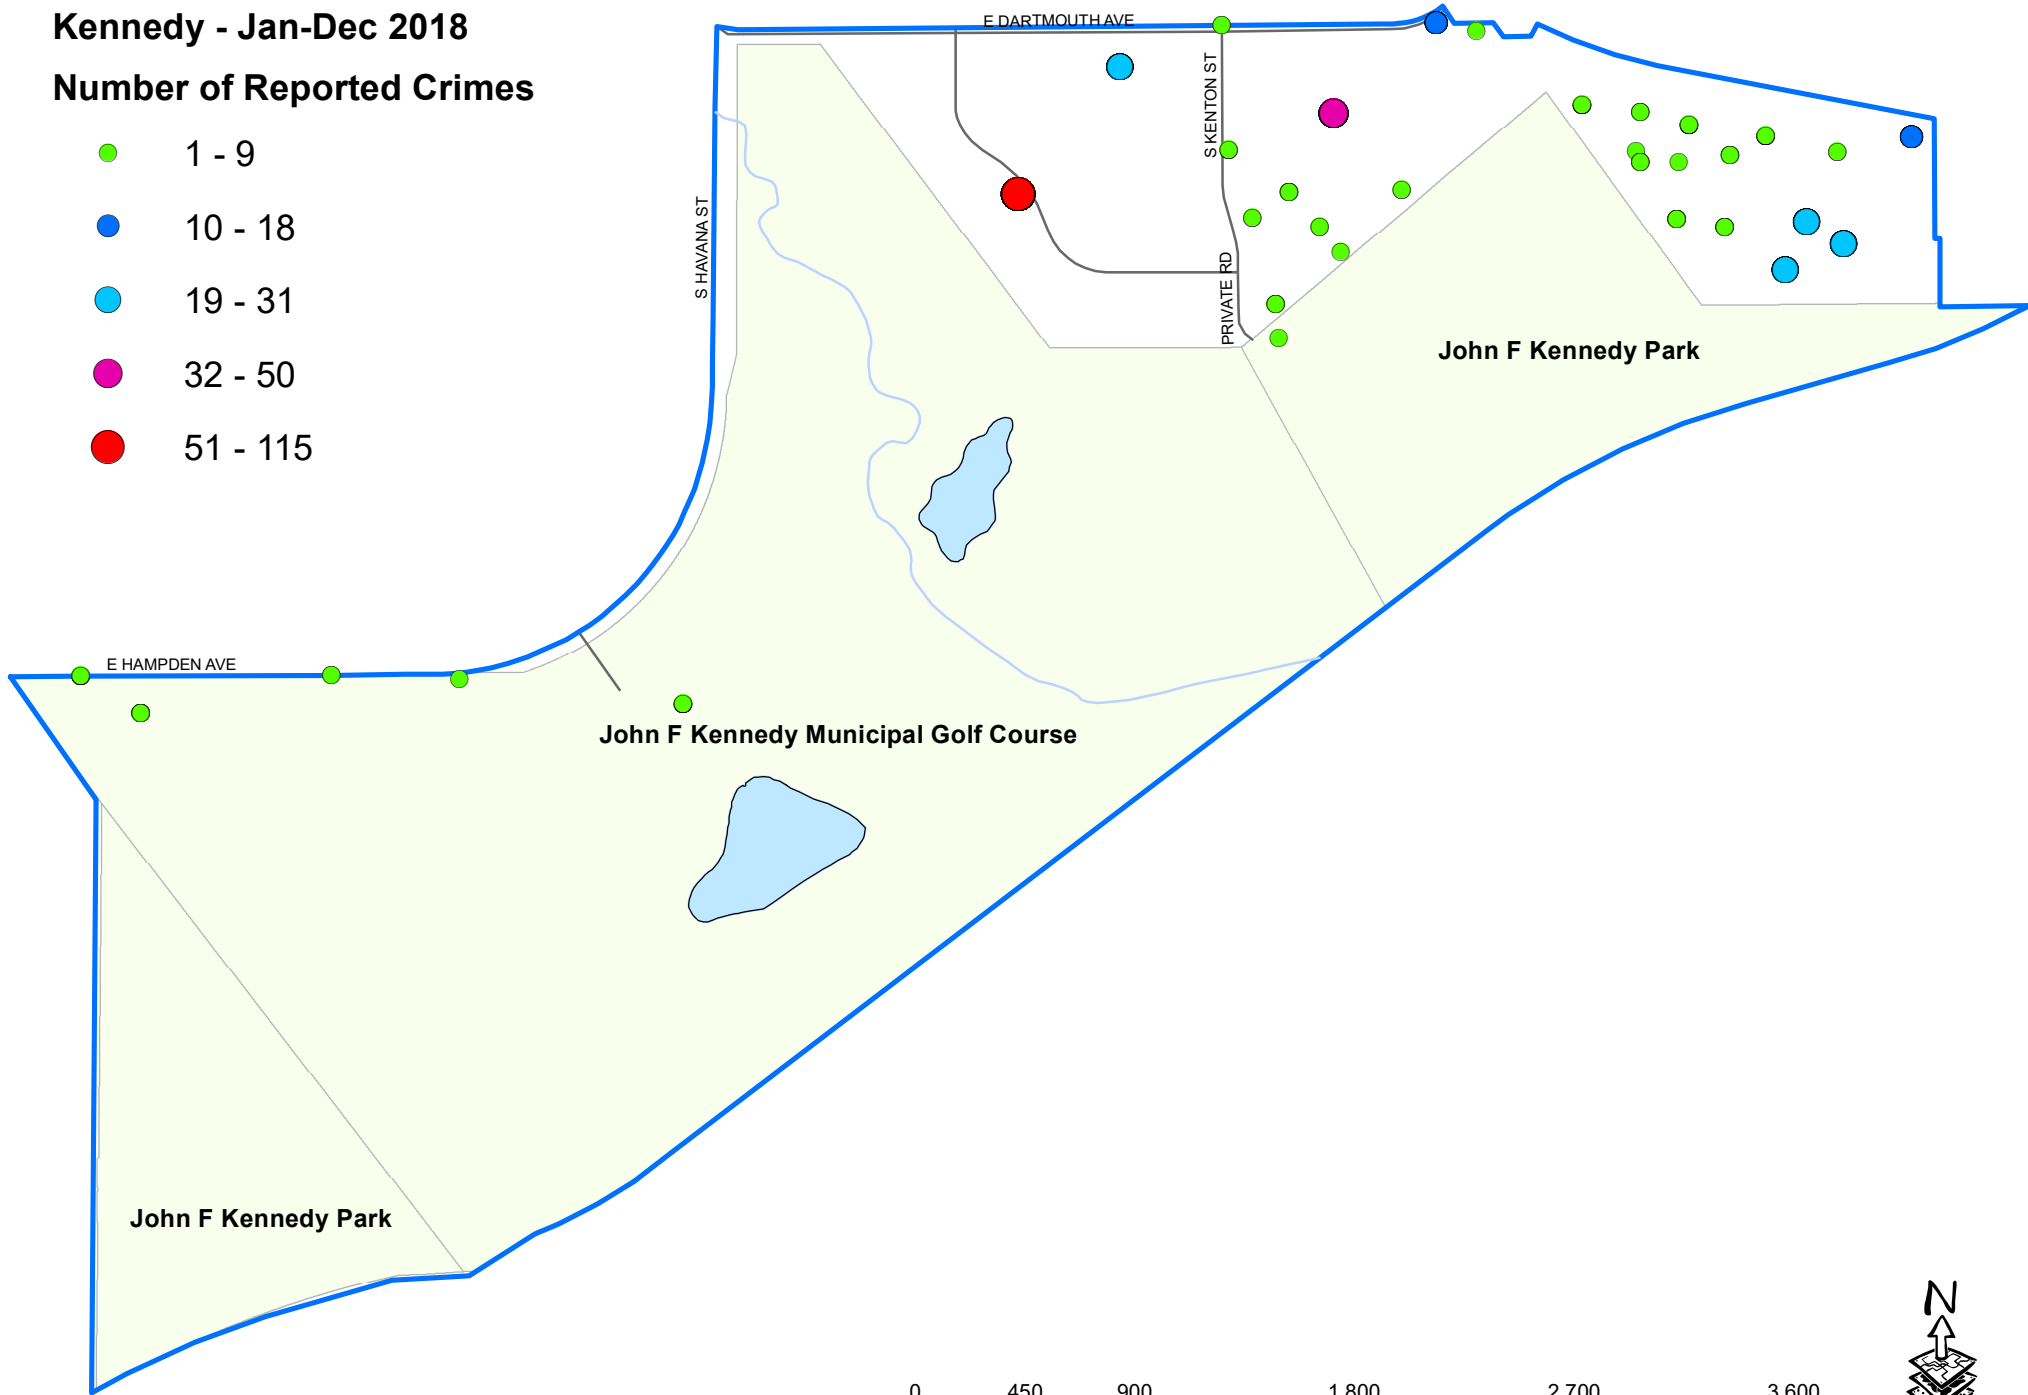 Kennedy - Jan-Dec 2018
Number of Reported Crimes
1 - 9
10 - 18
19 - 31
32 - 50
51 - 115
E DARTMOUTH AVE
S KENTON ST
S HAVANA ST
PRIVATE RD
John F Kennedy Park
E HAMPDEN AVE
John F Kennedy Municipal Golf Course
John F Kennedy Park
N
0 450 900 1,800 2,700 3,600